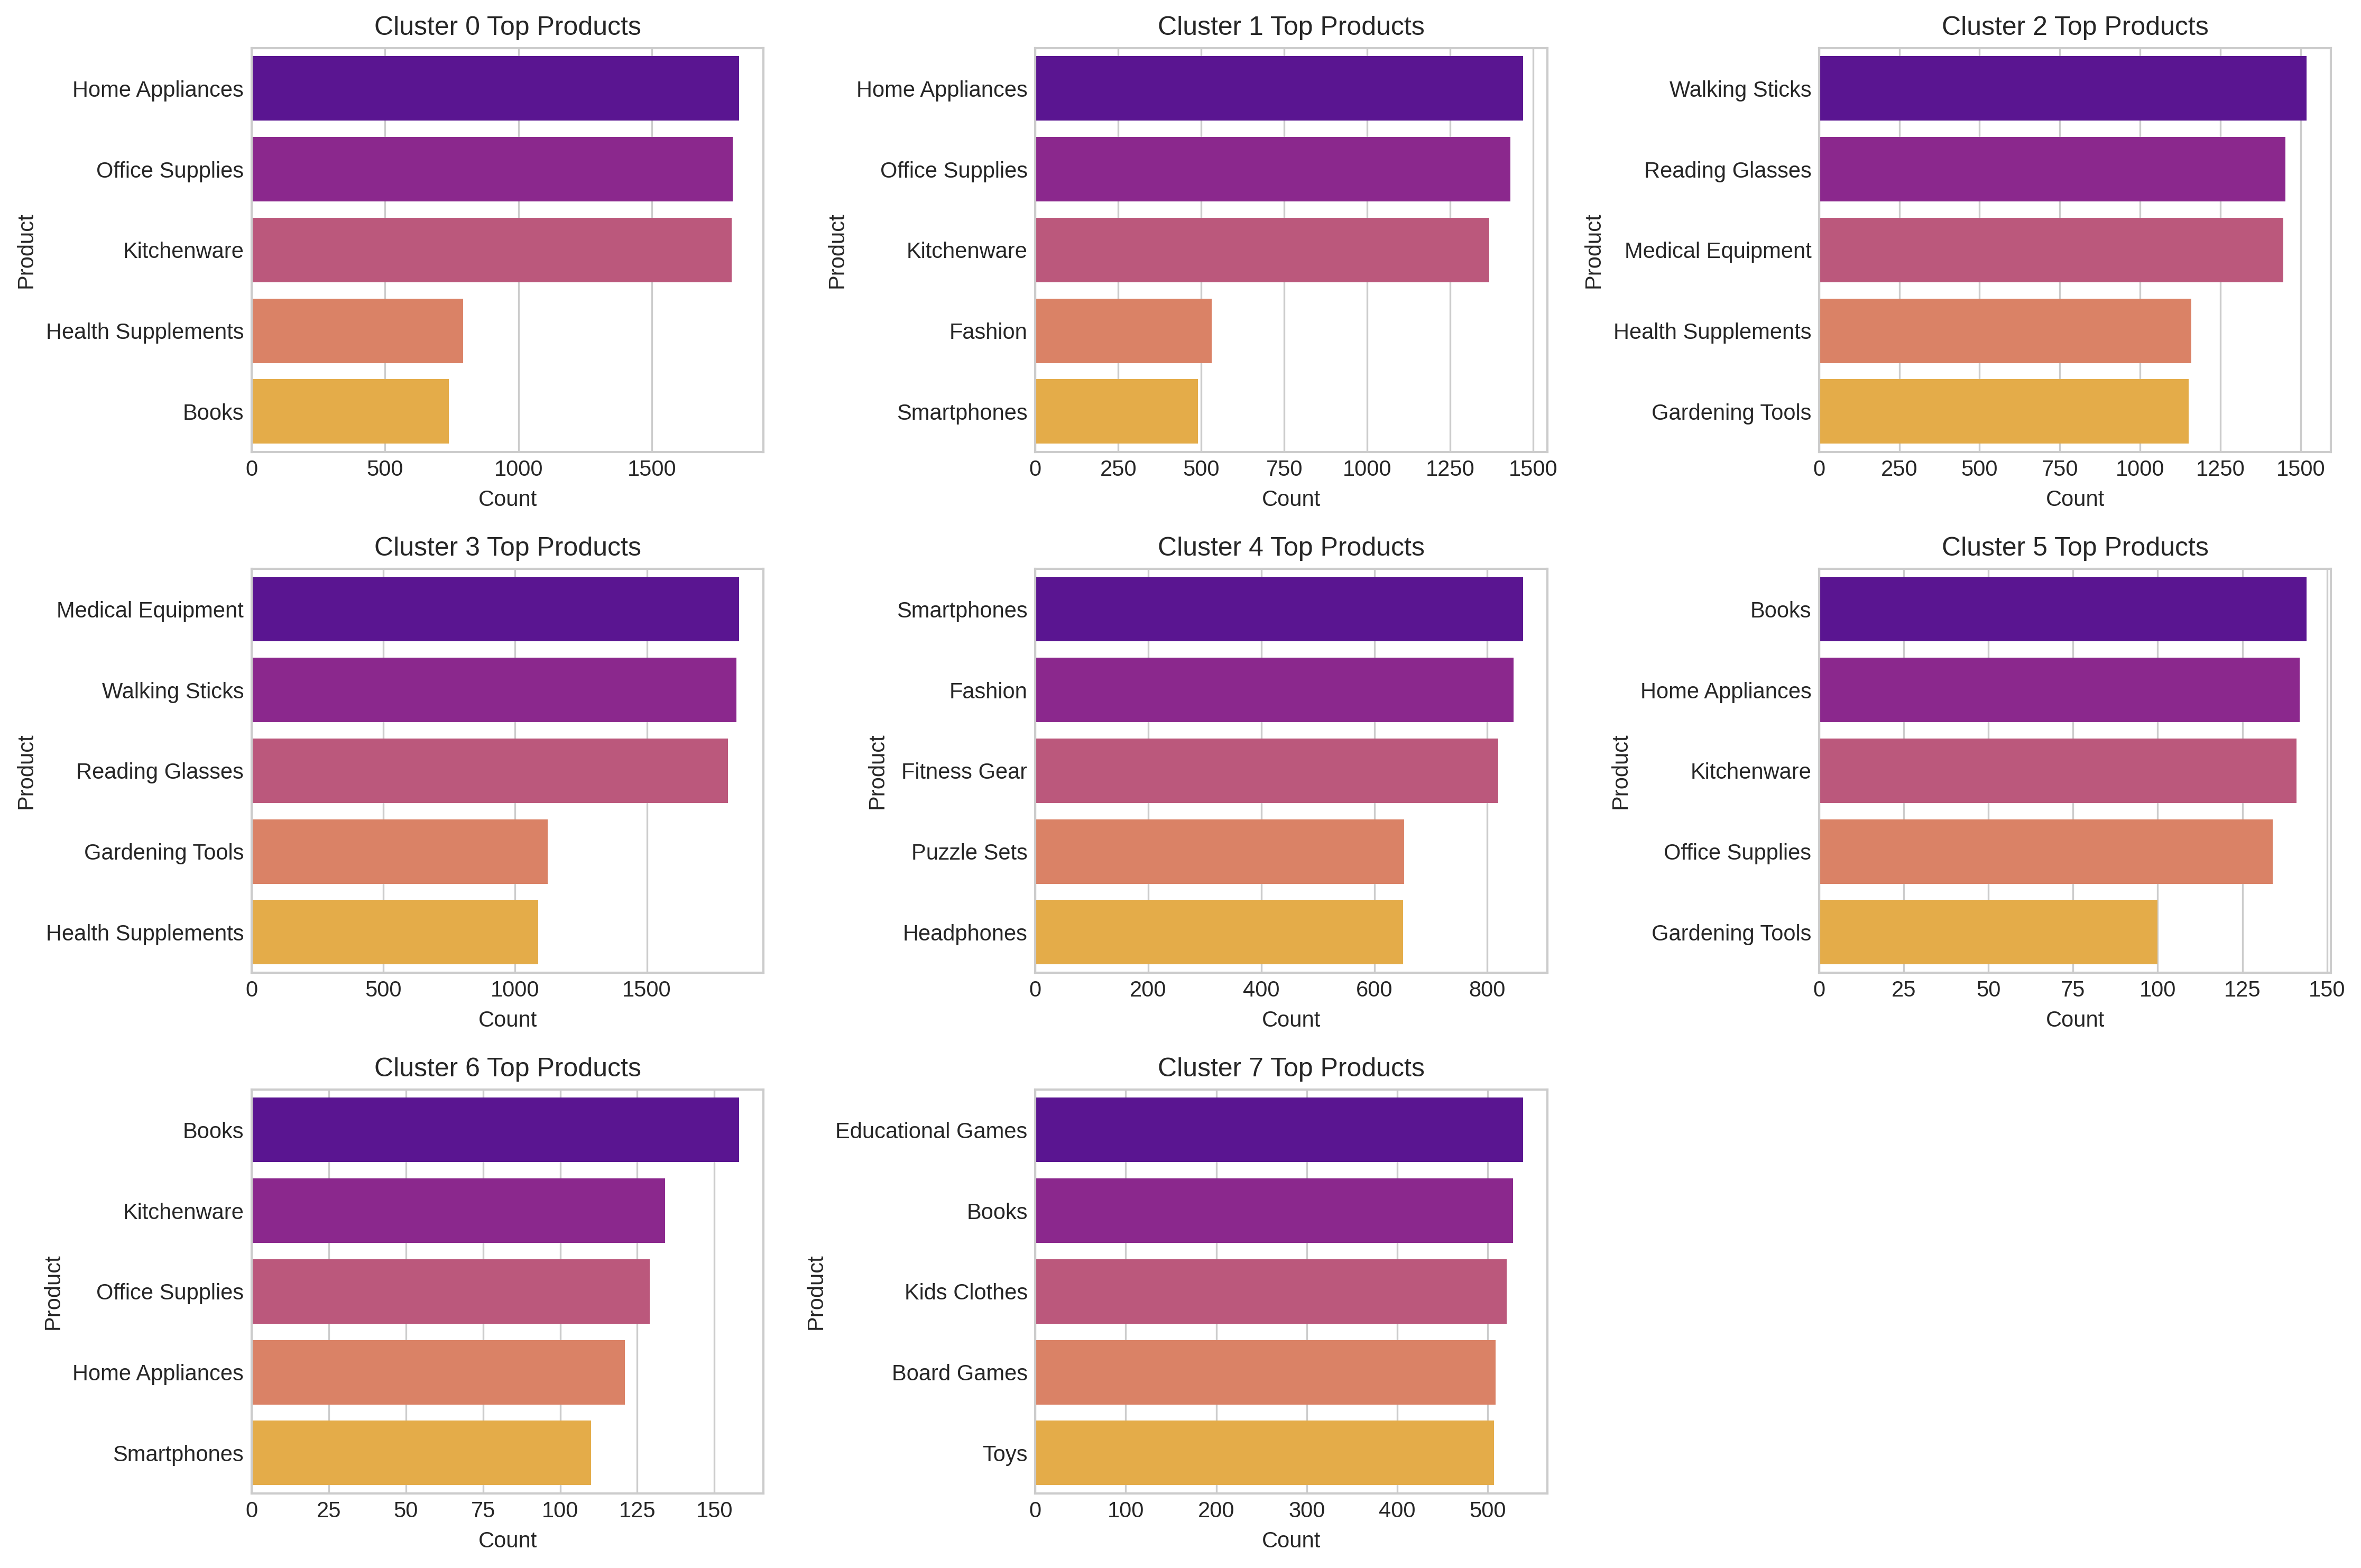 Cluster 0 Top Products
Product
Home Appliances
Office Supplies
Kitchenware
Health Supplements
Books
0 500 1000 1500
Count
Cluster 1 Top Products
Product
Home Appliances
Office Supplies
Kitchenware
Fashion
Smartphones
0 250 500 750 1000 1250 1500
Count
Cluster 2 Top Products
Product
Walking Sticks
Reading Glasses
Medical Equipment
Health Supplements
Gardening Tools
0 250 500 750 1000 1250 1500
Count
Cluster 3 Top Products
Product
Medical Equipment
Walking Sticks
Reading Glasses
Gardening Tools
Health Supplements
0 500 1000 1500
Count
Cluster 4 Top Products
Product
Smartphones
Fashion
Fitness Gear
Puzzle Sets
Headphones
0 200 400 600 800
Count
Cluster 5 Top Products
Product
Books
Home Appliances
Kitchenware
Office Supplies
Gardening Tools
0 25 50 75 100 125 150
Count
Cluster 6 Top Products
Product
Books
Kitchenware
Office Supplies
Home Appliances
Smartphones
0 25 50 75 100 125 150
Count
Cluster 7 Top Products
Product
Educational Games
Books
Kids Clothes
Board Games
Toys
0 100 200 300 400 500
Count